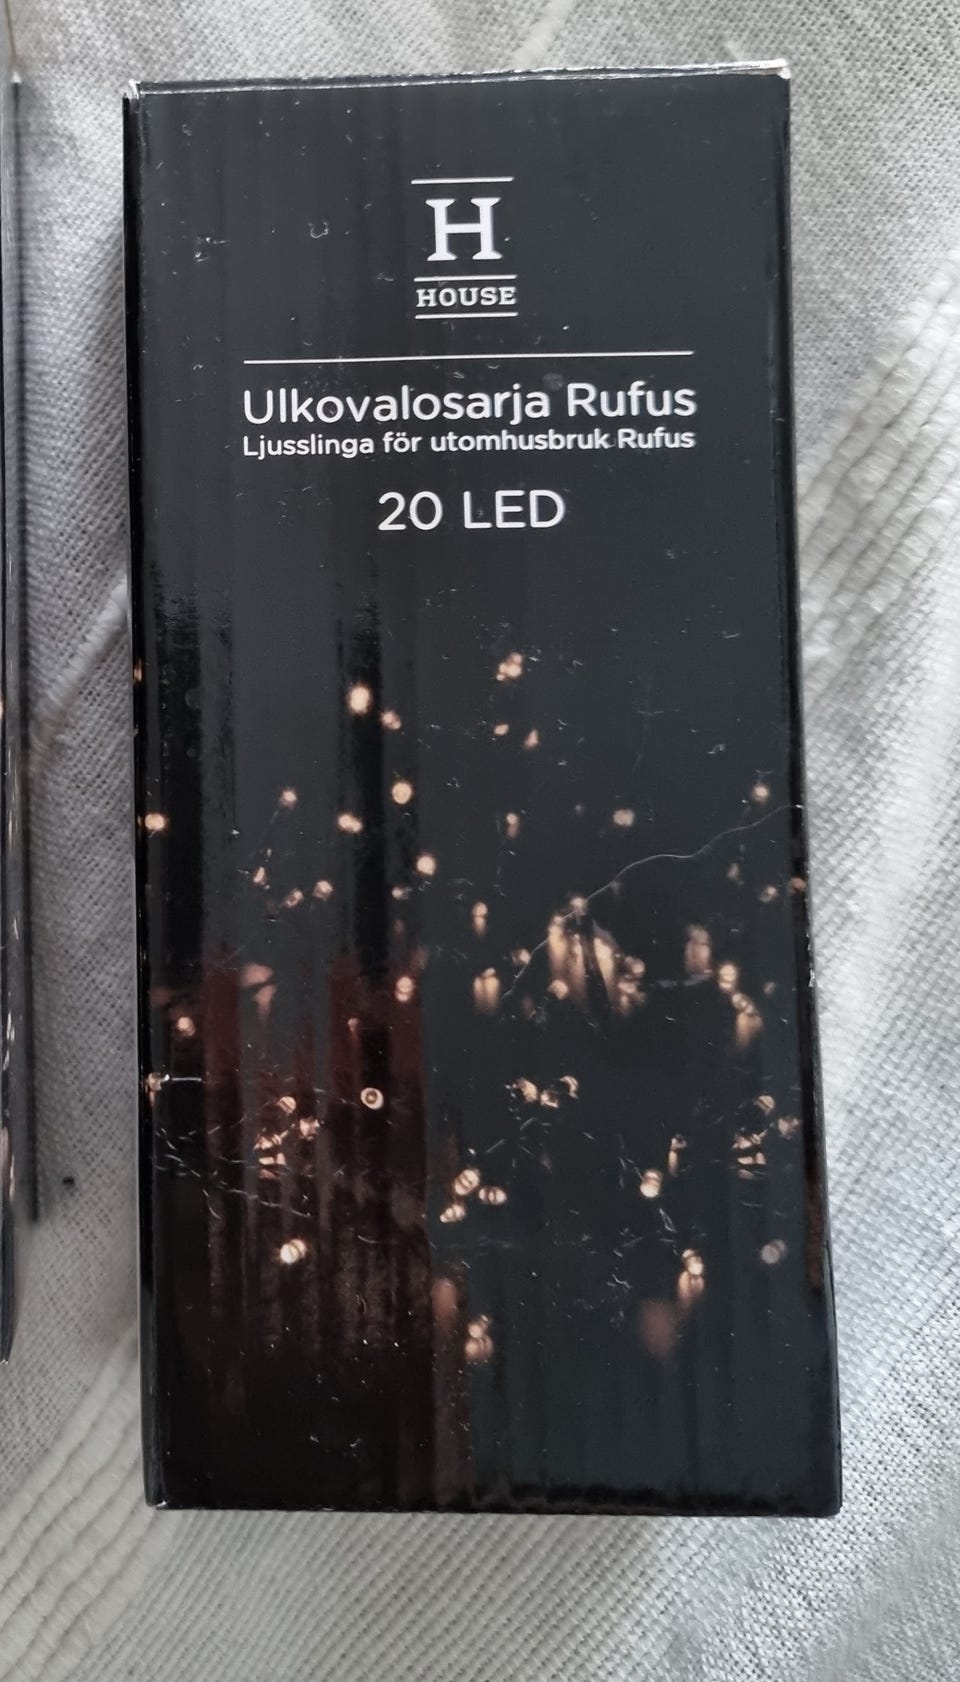 H
HOUSE
Ulkovalosarja Rufus
Ljusslinga för utomhusbruk Rufus
20 LED